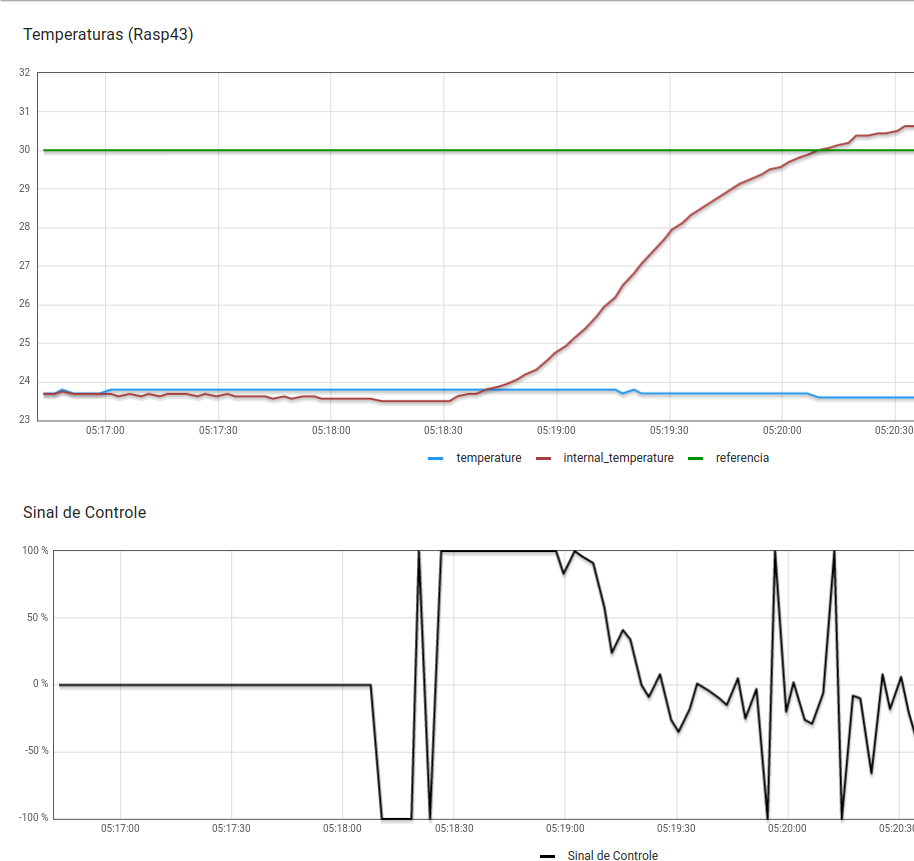 Temperaturas (Rasp43)
32
31
30
29
28
27
26
25
24
23
05:17:00 05:17:30 05:18:00 05:18:30 05:19:00 05:19:30 05:20:00 05:20:30
temperature internal_temperature referencia
Sinal de Controle
100 %
50 %
0 %
-50 %
-100 %
05:17:00 05:17:30 05:18:00 05:18:30 05:19:00 05:19:30 05:20:00 05:20:30
Sinal de Controle